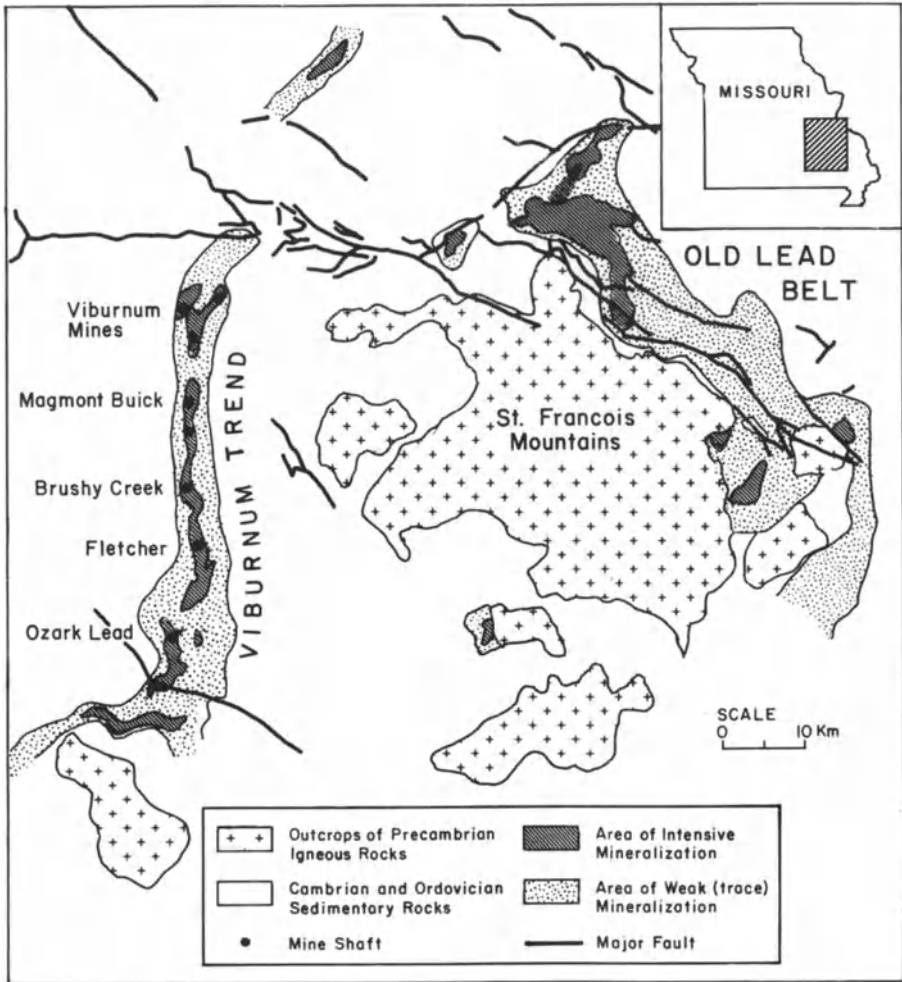 MISSOURI
OLD LEAD
BELT
Viburnum
Mines
Magmont Buick
VIBURNUM TREND
St. Francois
Mountains
Brushy Creek
Fletcher
Ozark Lead
SCALE
0 10 Km
Outcrops of Precambrian
Igneous Rocks
Area of Intensive
Mineralization
Cambrian and Ordovician
Sedimentary Rocks
Area of Weak (trace)
Mineralization
Mine Shaft
Major Fault